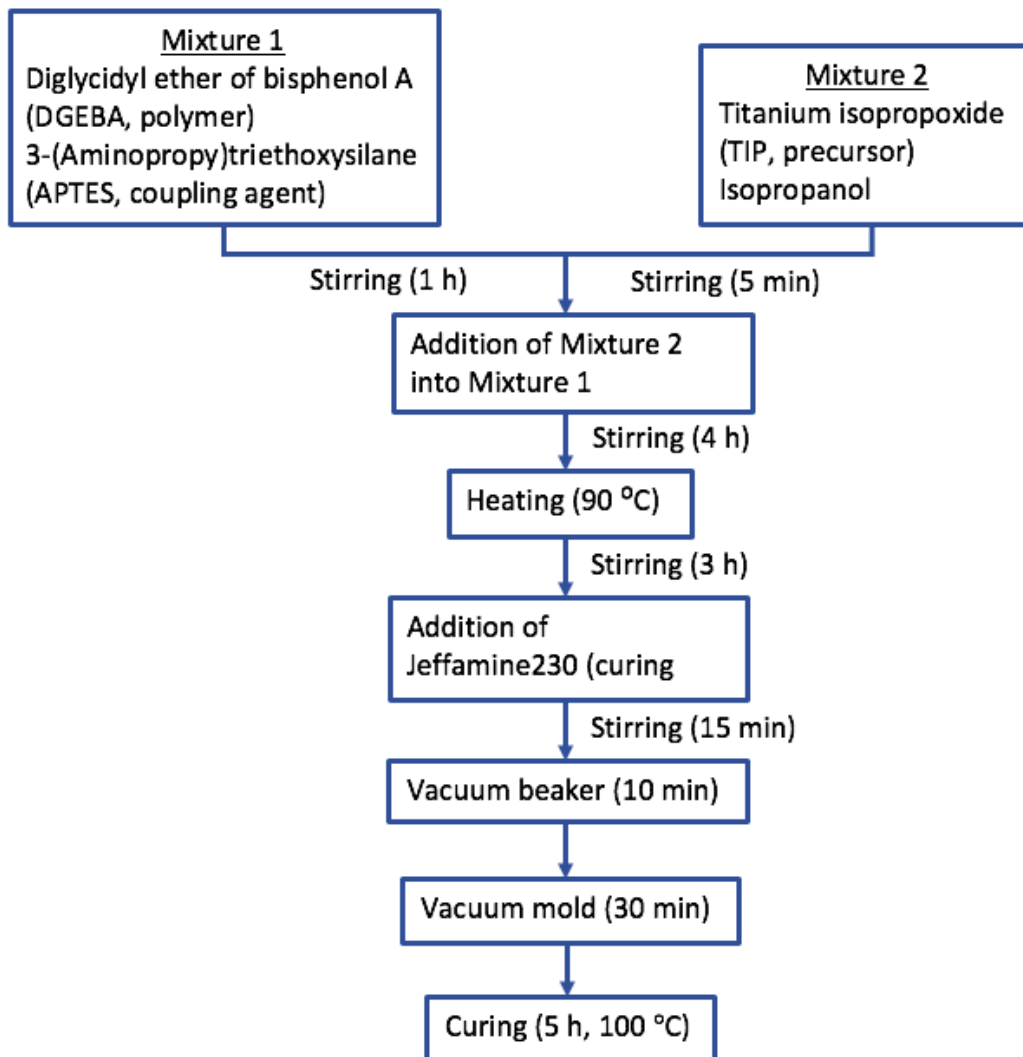 Mixture 1
Diglycidyl ether of bisphenol A
(DGEBA, polymer)
3-(Aminopropy)triethoxysilane
(APTES, coupling agent)
Mixture 2
Titanium isopropoxide
(TIP, precursor)
Isopropanol
Stirring (1 h)
Stirring (5 min)
Addition of Mixture 2
into Mixture 1
Stirring (4 h)
Heating (90 °C)
Stirring (3 h)
Addition of
Jeffamine230 (curing
Stirring (15 min)
Vacuum beaker (10 min)
Vacuum mold (30 min)
Curing (5 h, 100 °C)